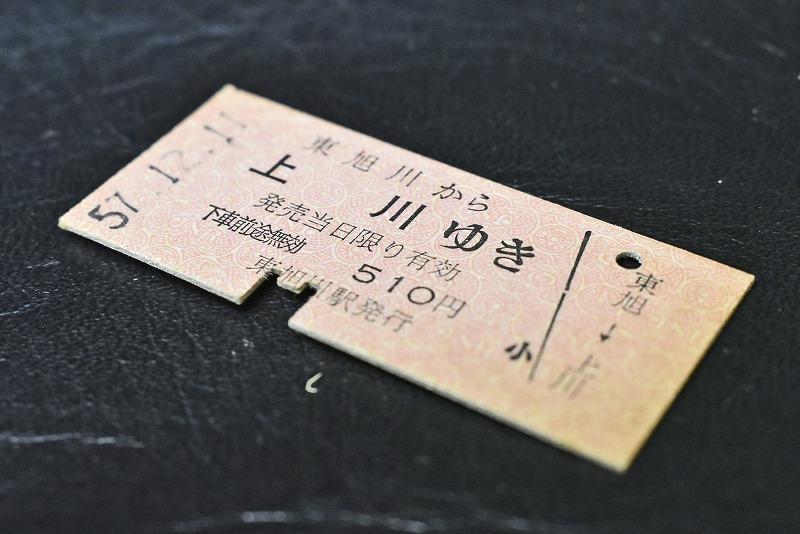 57.12.11
東旭川から
上川ゆき
発売当日限り有効
下車前途無効 510円
東旭川駅発行
小
東旭
↓
上川